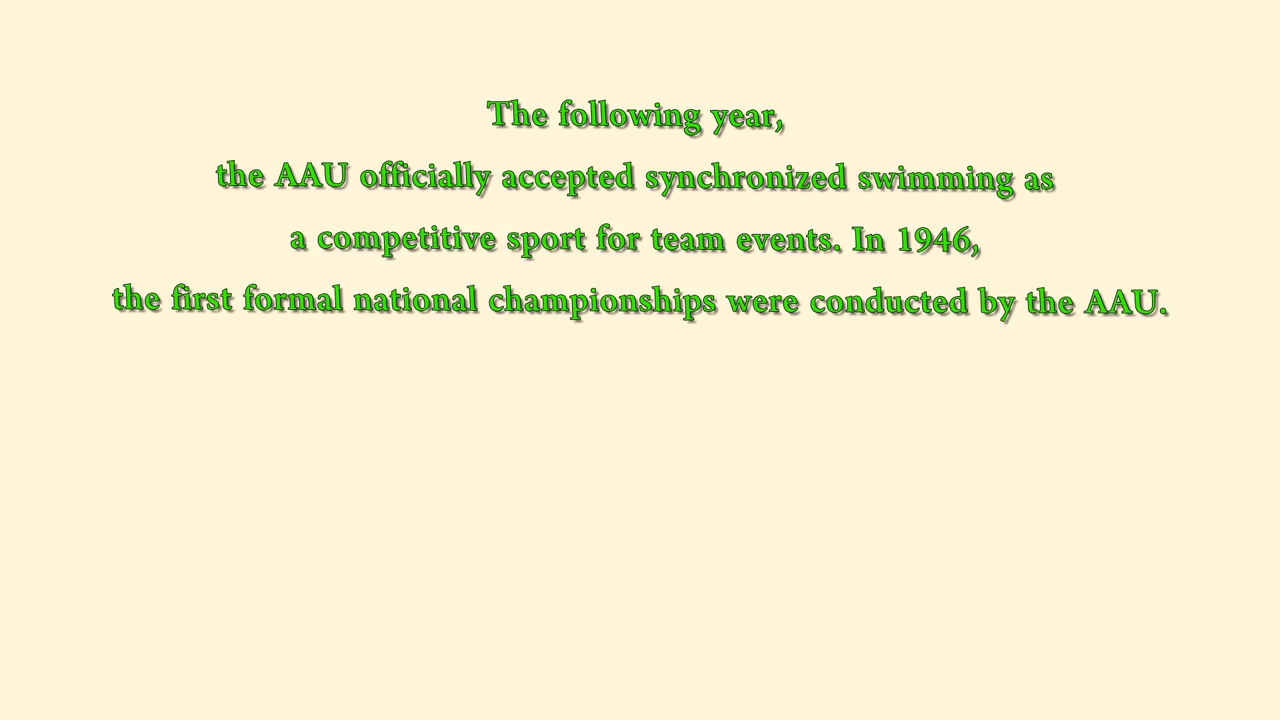 The following year,
the AAU officially accepted synchronized swimming as
a competitive sport for team events. In 1946,
the first formal national championships were conducted by the AAU.